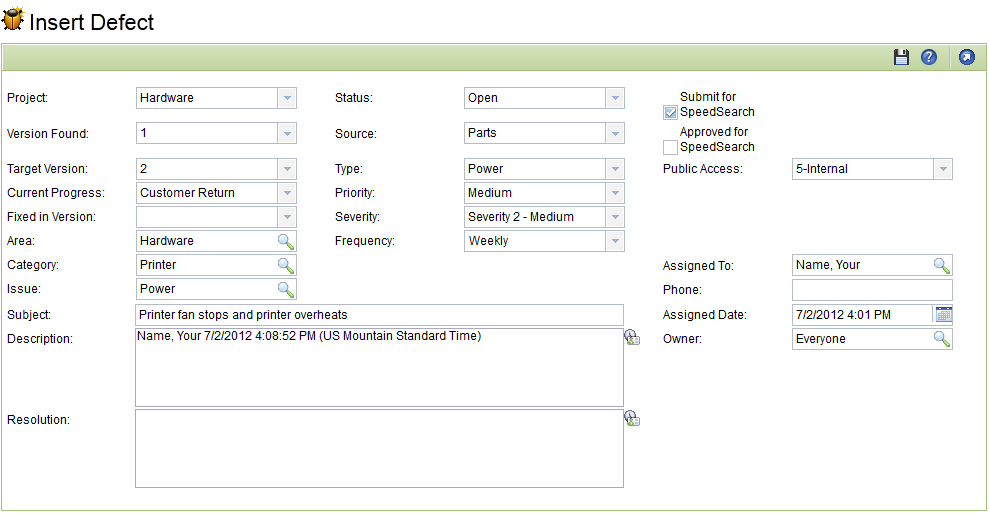 Insert Defect
Project: Hardware Status: Open Submit for SpeedSearch
Version Found: 1 Source: Parts Approved for SpeedSearch
Target Version: 2 Type: Power Public Access: 5-Internal
Current Progress: Customer Return Priority: Medium
Fixed in Version: Severity: Severity 2 - Medium
Area: Hardware Frequency: Weekly
Category: Printer Assigned To: Name, Your
Issue: Power Phone:
Subject: Printer fan stops and printer overheats Assigned Date: 7/2/2012 4:01 PM
Description: Name, Your 7/2/2012 4:08:52 PM (US Mountain Standard Time) Owner: Everyone
Resolution: